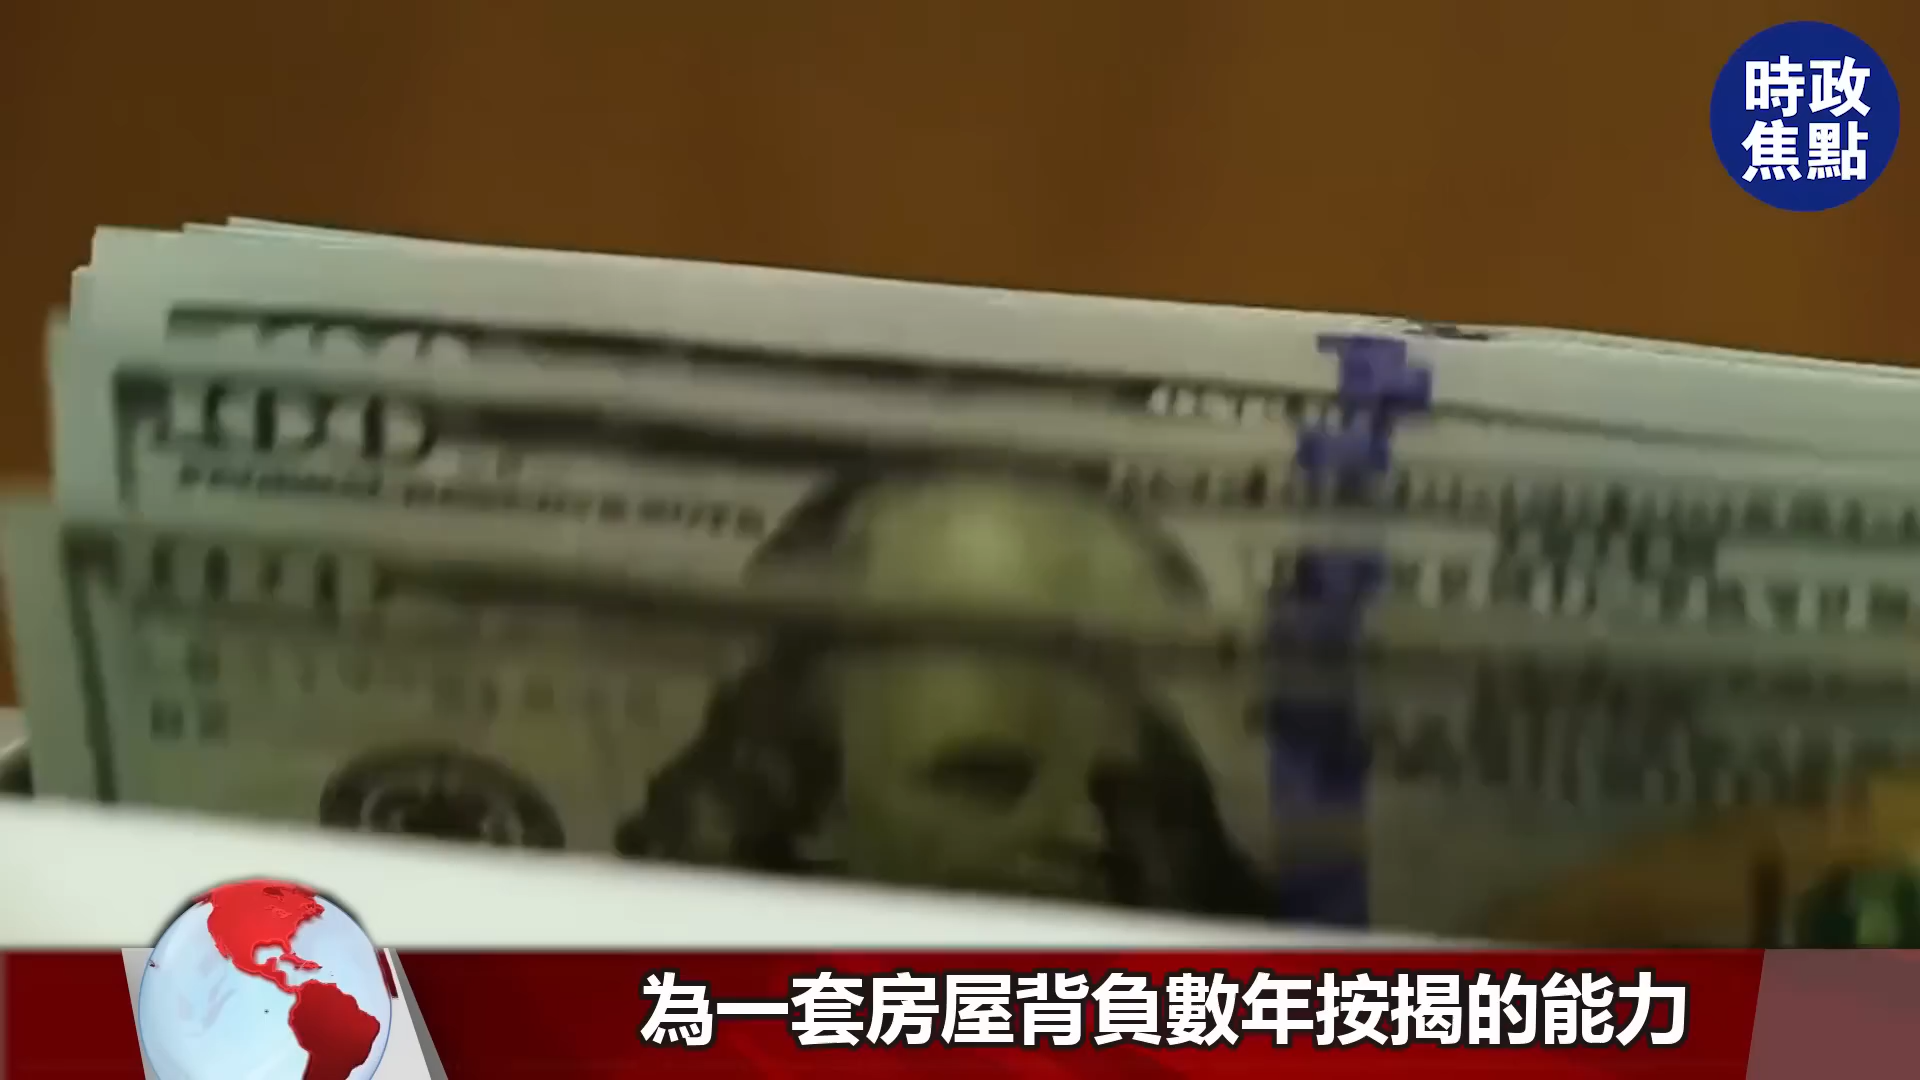 時政
焦點
為一套房屋背負數年按揭的能力